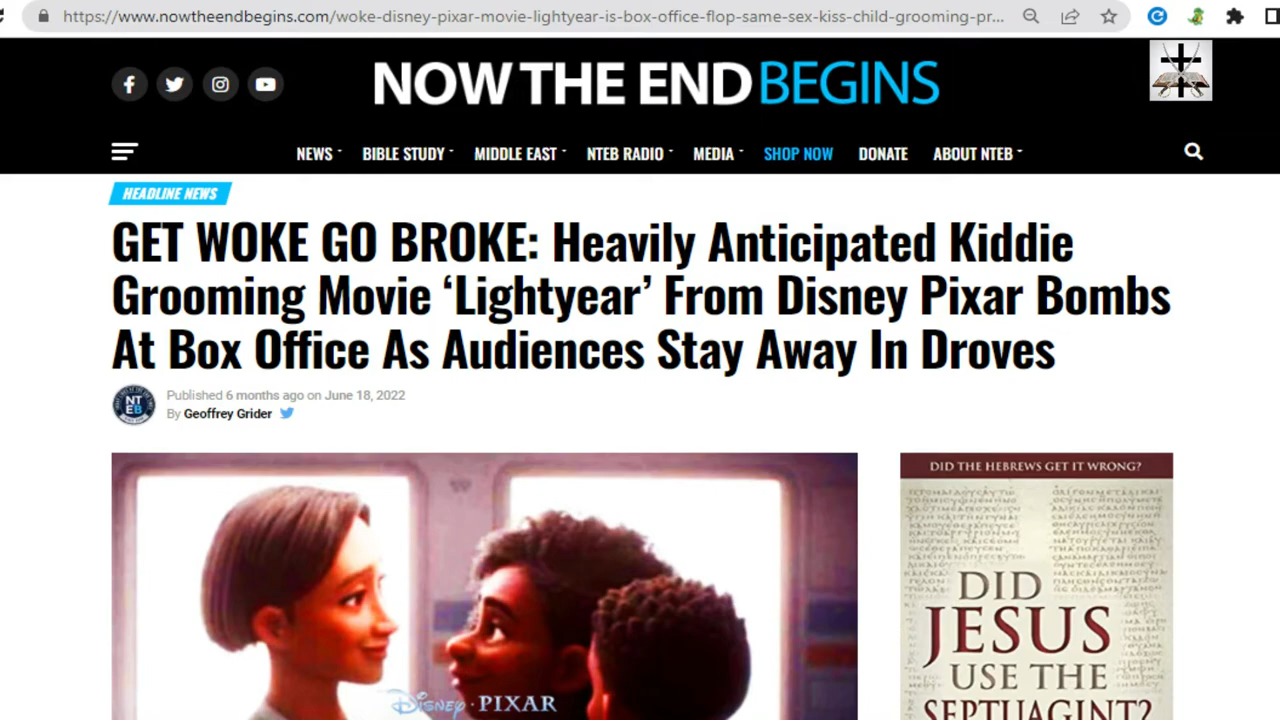 https://www.nowtheendbegins.com/woke-disney-pixar-movie-lightyear-is-box-office-flop-same-sex-kiss-child-grooming-pr...
NOW THE END BEGINS
NEWS BIBLE STUDY MIDDLE EAST NTEB RADIO MEDIA SHOP NOW DONATE ABOUT NTEB
HEADLINE NEWS
GET WOKE GO BROKE: Heavily Anticipated Kiddie
Grooming Movie ‘Lightyear’ From Disney Pixar Bombs
At Box Office As Audiences Stay Away In Droves
NT
EB
Published 6 months ago on June 18, 2022
By Geoffrey Grider
DISNEY · PIXAR
DID THE HEBREWS GET IT WRONG?
DID
JESUS
USE THE
SEPTUAGINT?